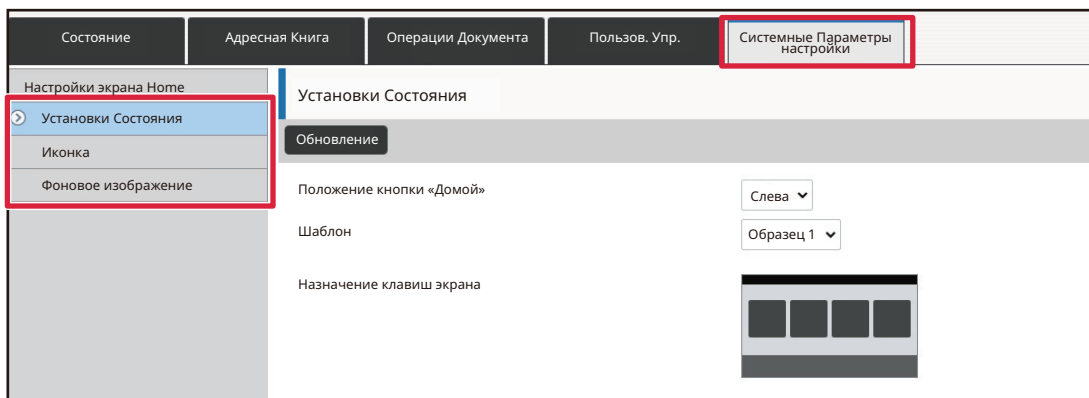 Состояние
Адресная Книга
Операции Документа
Пользов. Упр.
Системные Параметры
настройки
Настройки экрана Home
Установки Состояния
Иконка
Фоновое изображение
Установки Состояния
Обновление
Положение кнопки «Домой»
Слева
Шаблон
Образец 1
Назначение клавиш экрана